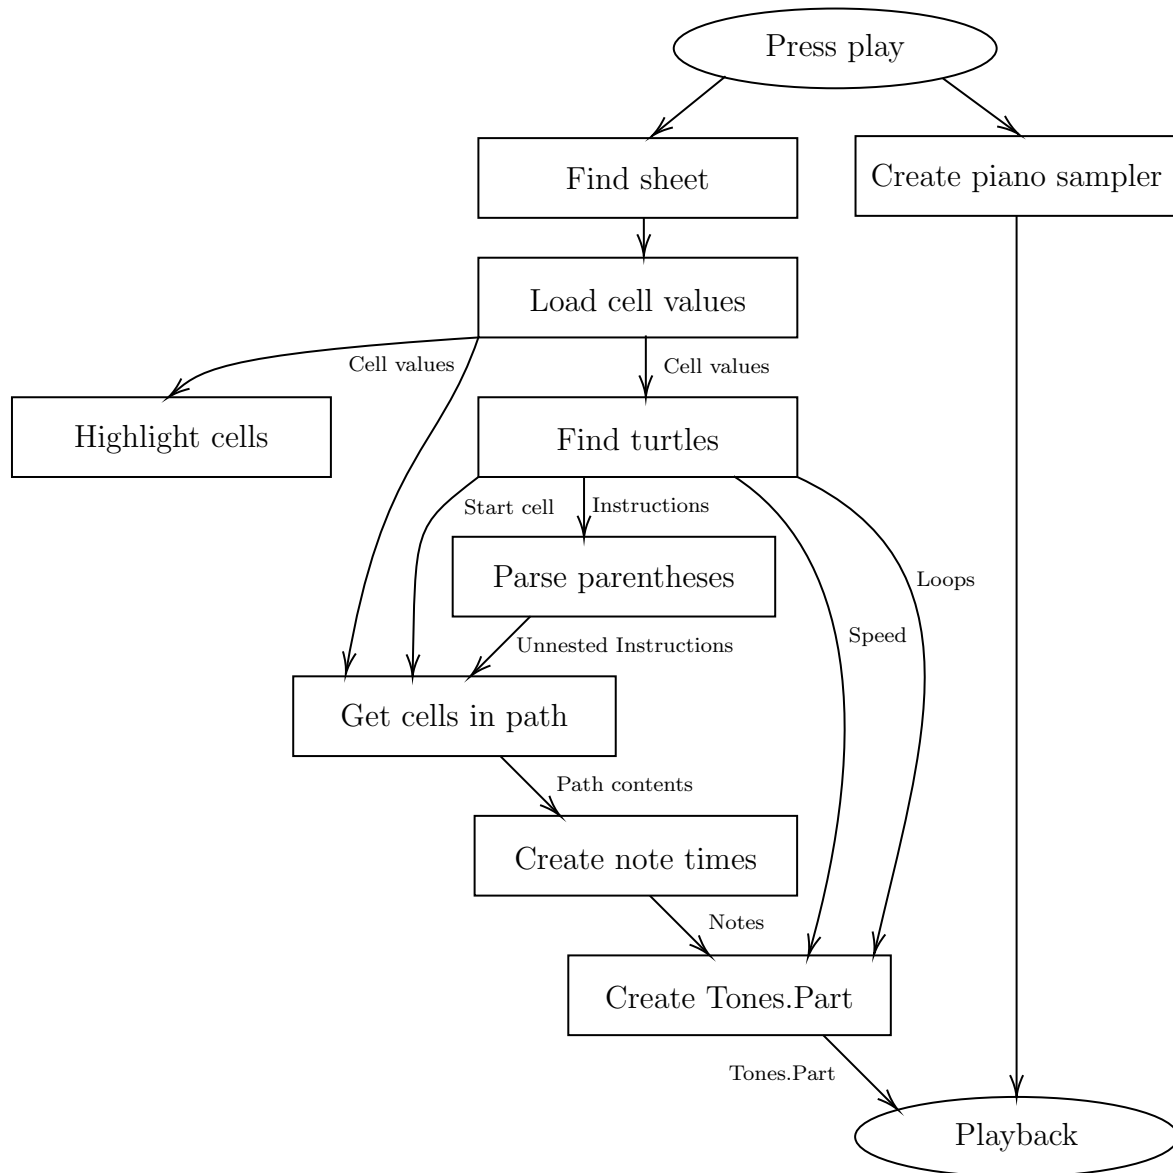 Press play
Find sheet
Create piano sampler
Load cell values
Cell values
Cell values
Highlight cells
Find turtles
Start cell
Instructions
Parse parentheses
Loops
Speed
Unnested Instructions
Get cells in path
Path contents
Create note times
Notes
Create Tones.Part
Tones.Part
Playback